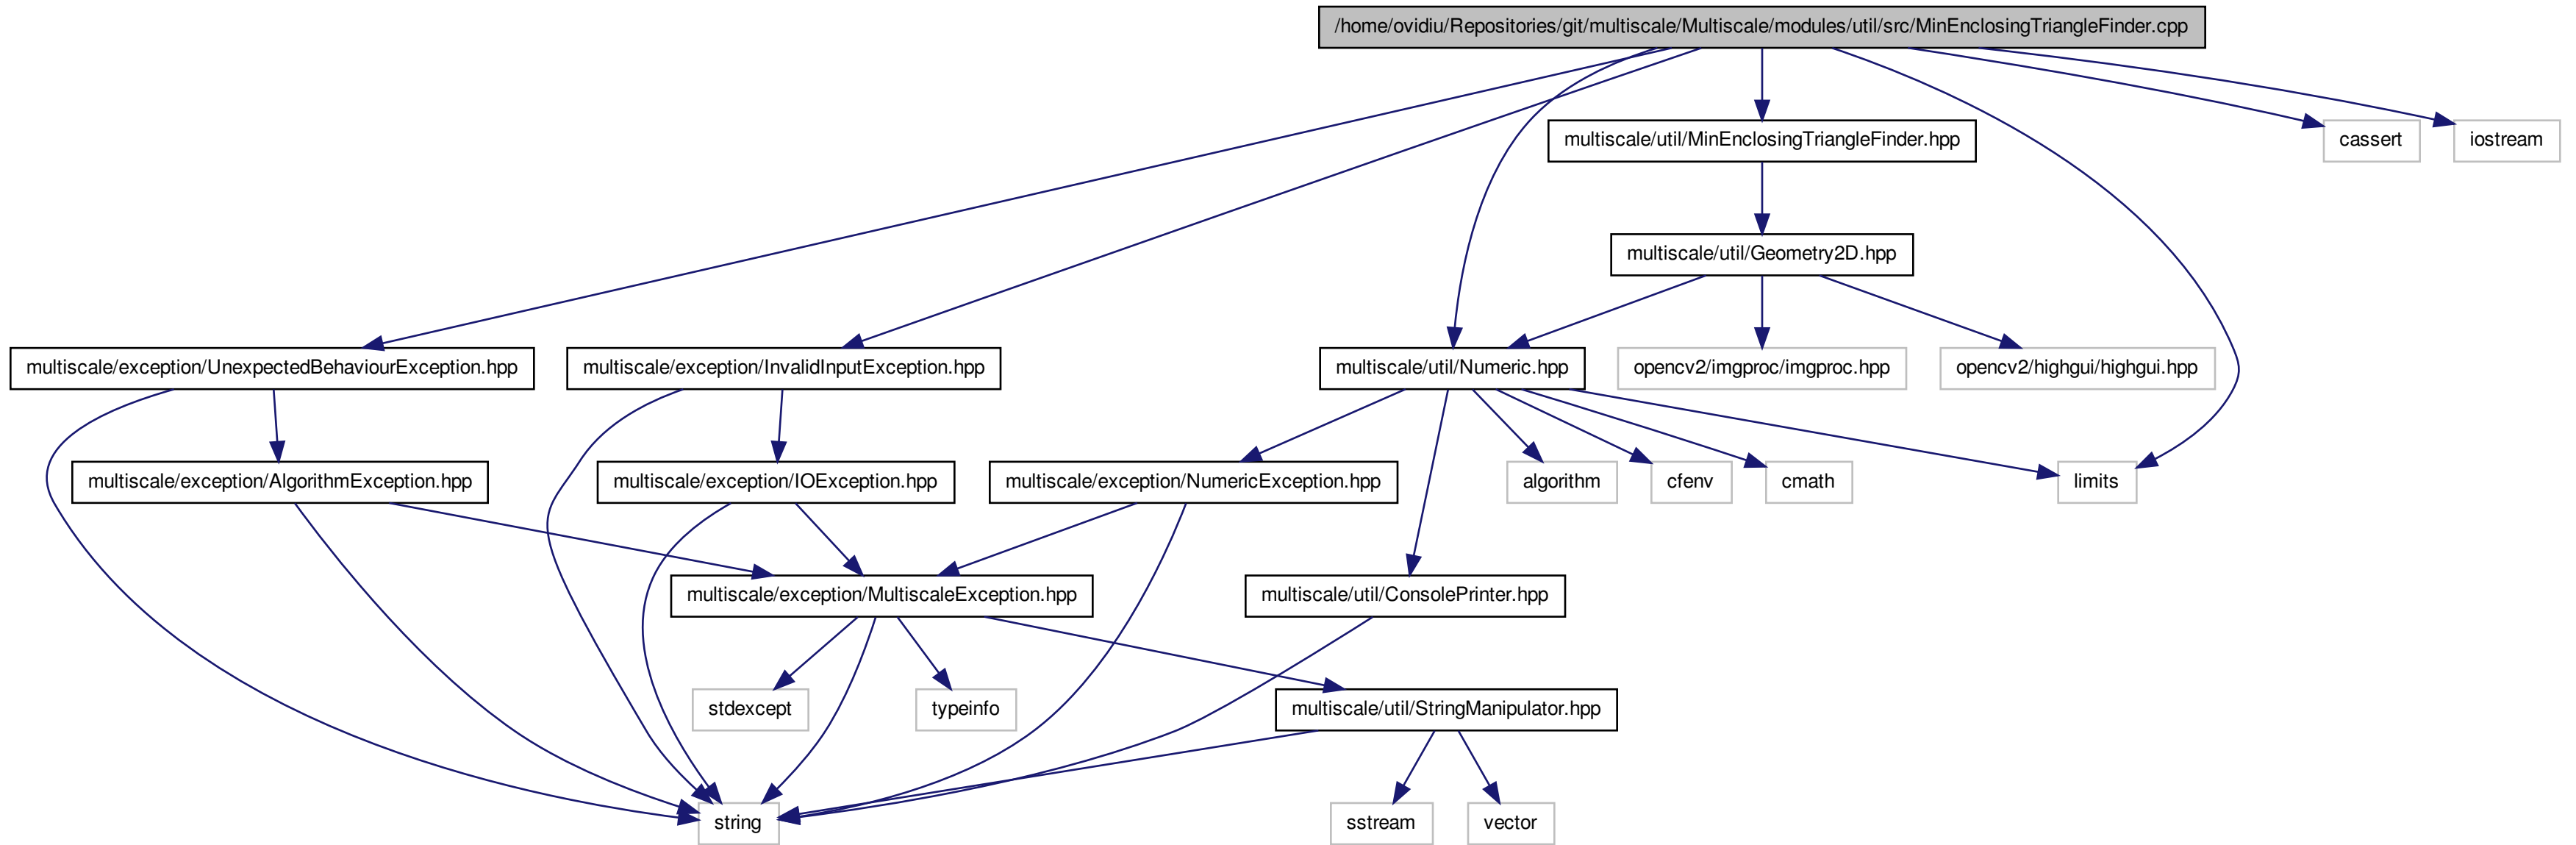 /home/ovidiu/Repositories/git/multiscale/Multiscale/modules/util/src/MinEnclosingTriangleFinder.cpp
multiscale/util/MinEnclosingTriangleFinder.hpp
cassert
iostream
multiscale/util/Geometry2D.hpp
multiscale/exception/UnexpectedBehaviourException.hpp
multiscale/exception/InvalidInputException.hpp
multiscale/util/Numeric.hpp
opencv2/imgproc/imgproc.hpp
opencv2/highgui/highgui.hpp
multiscale/exception/AlgorithmException.hpp
multiscale/exception/IOException.hpp
multiscale/exception/NumericException.hpp
algorithm
cfenv
cmath
limits
multiscale/exception/MultiscaleException.hpp
multiscale/util/ConsolePrinter.hpp
stdexcept
typeinfo
multiscale/util/StringManipulator.hpp
string
sstream
vector